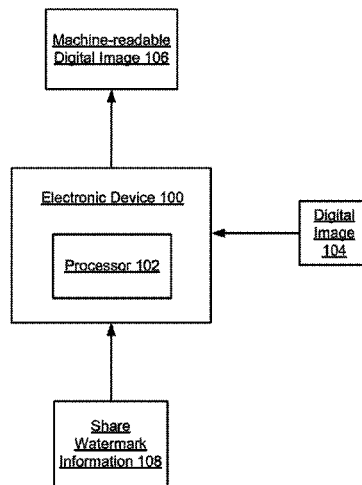 Machine-readable
Digital Image 106
Electronic Device 100
Processor 102
Digital
Image
104
Share
Watermark
Information 108